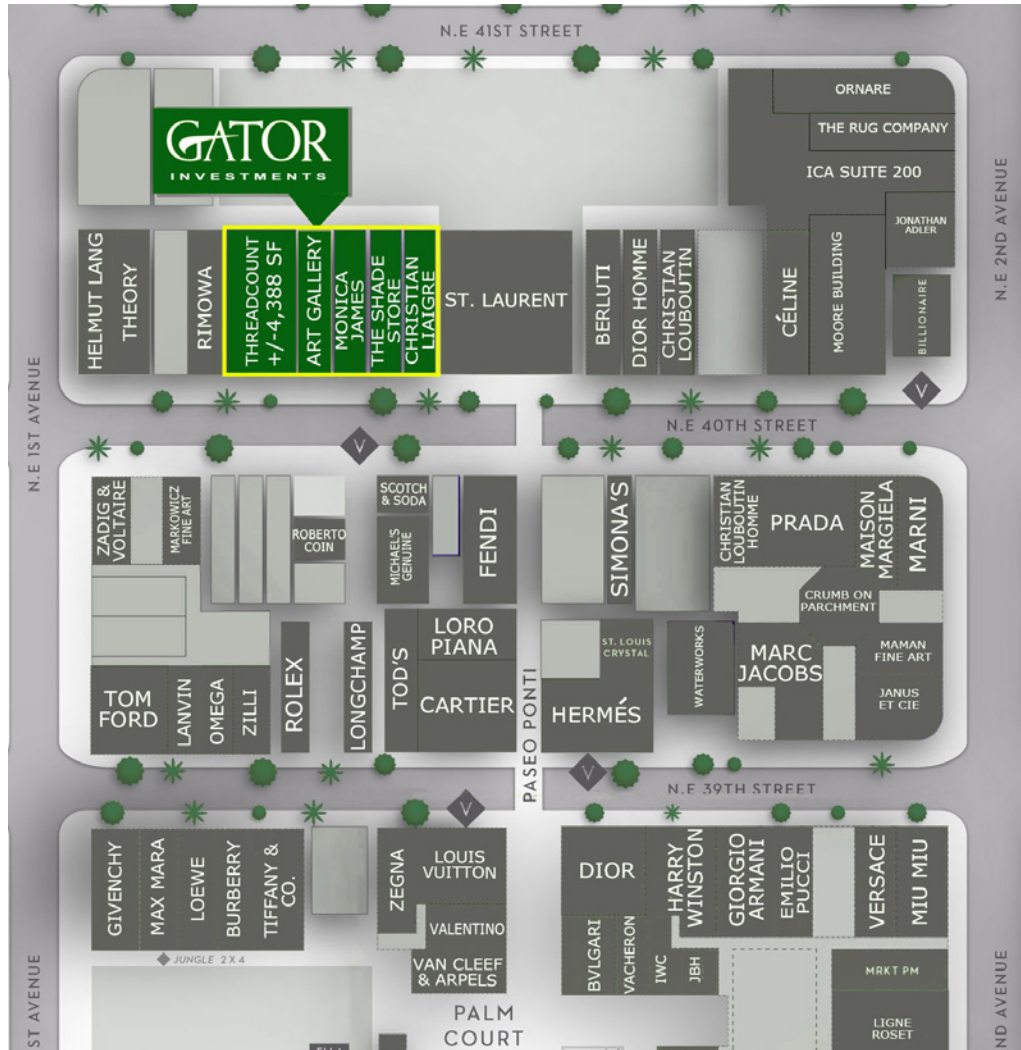 N.E 41ST STREET
ORNARE
THE RUG COMPANY
ICA SUITE 200
GATOR
INVESTMENTS
N.E 2ND AVENUE
JONATHAN
ADLER
HELMUT LANG
THEORY
RIMOWA
THREADCOUNT
+/-4,388 SF
ART GALLERY
MONICA
JAMES
THE SHADE
STORE
CHRISTIAN
LIAIGRE
ST. LAURENT
BERLUTI
DIOR HOMME
CHRISTIAN
LOUBOUTIN
CÉLINE
MOORE BUILDING
BILLIONAIRE
N.E 1ST AVENUE
V
N.E 40TH STREET
V
ZADIG &
VOLTAIRE
MARKOWICZ
FINE ART
ROBERTO
COIN
SCOTCH
& SODA
MICHAEL'S
GENUINE
FENDI
SIMONA'S
CHRISTIAN
LOUBOUTIN
HOMME
PRADA
MAISON
MARGIELA
MARNI
CRUMB ON
PARCHMENT
TOM
FORD
LANVIN
OMEGA
ZILLI
ROLEX
LONGCHAMP
TOD'S
LORO
PIANA
CARTIER
PASEO PONTI
ST. LOUIS
CRYSTAL
HERMÉS
WATERWORKS
MARC
JACOBS
MAMAN
FINE ART
JANUS
ET CIE
V
N.E 39TH STREET
V
GIVENCHY
MAX MARA
LOEWE
BURBERRY
TIFFANY &
CO.
ZEGNA
LOUIS
VUITTON
VALENTINO
VAN CLEEF
& ARPELS
DIOR
HARRY
WINSTON
GIORGIO
ARMANI
EMILIO
PUCCI
VERSACE
MIU MIU
BVLGARI
VACHERON
IWC
JBH
JUNGLE 2 X 4
MRKT PM
LIGNE
ROSET
PALM
COURT
ST AVENUE
ND AVENUE